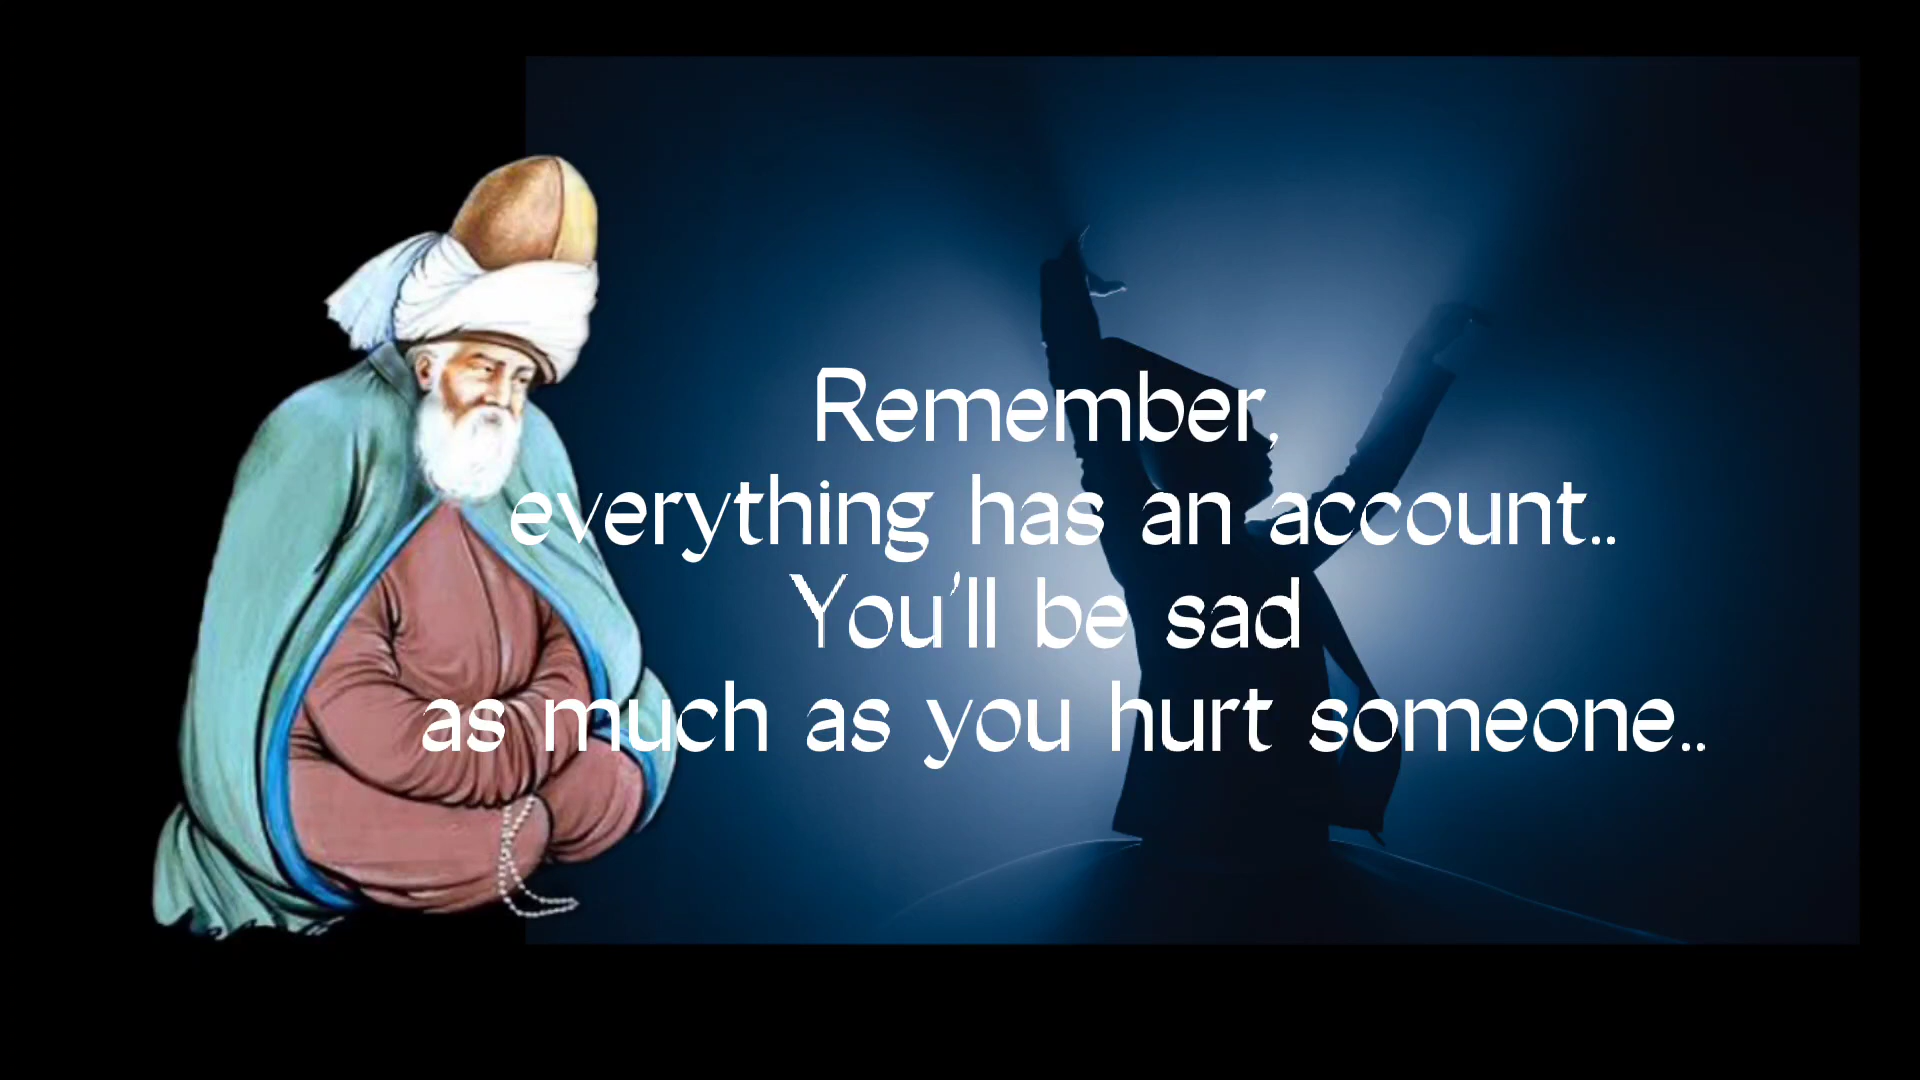 Remember,
everything has an account..
You'll be sad
as much as you hurt someone..